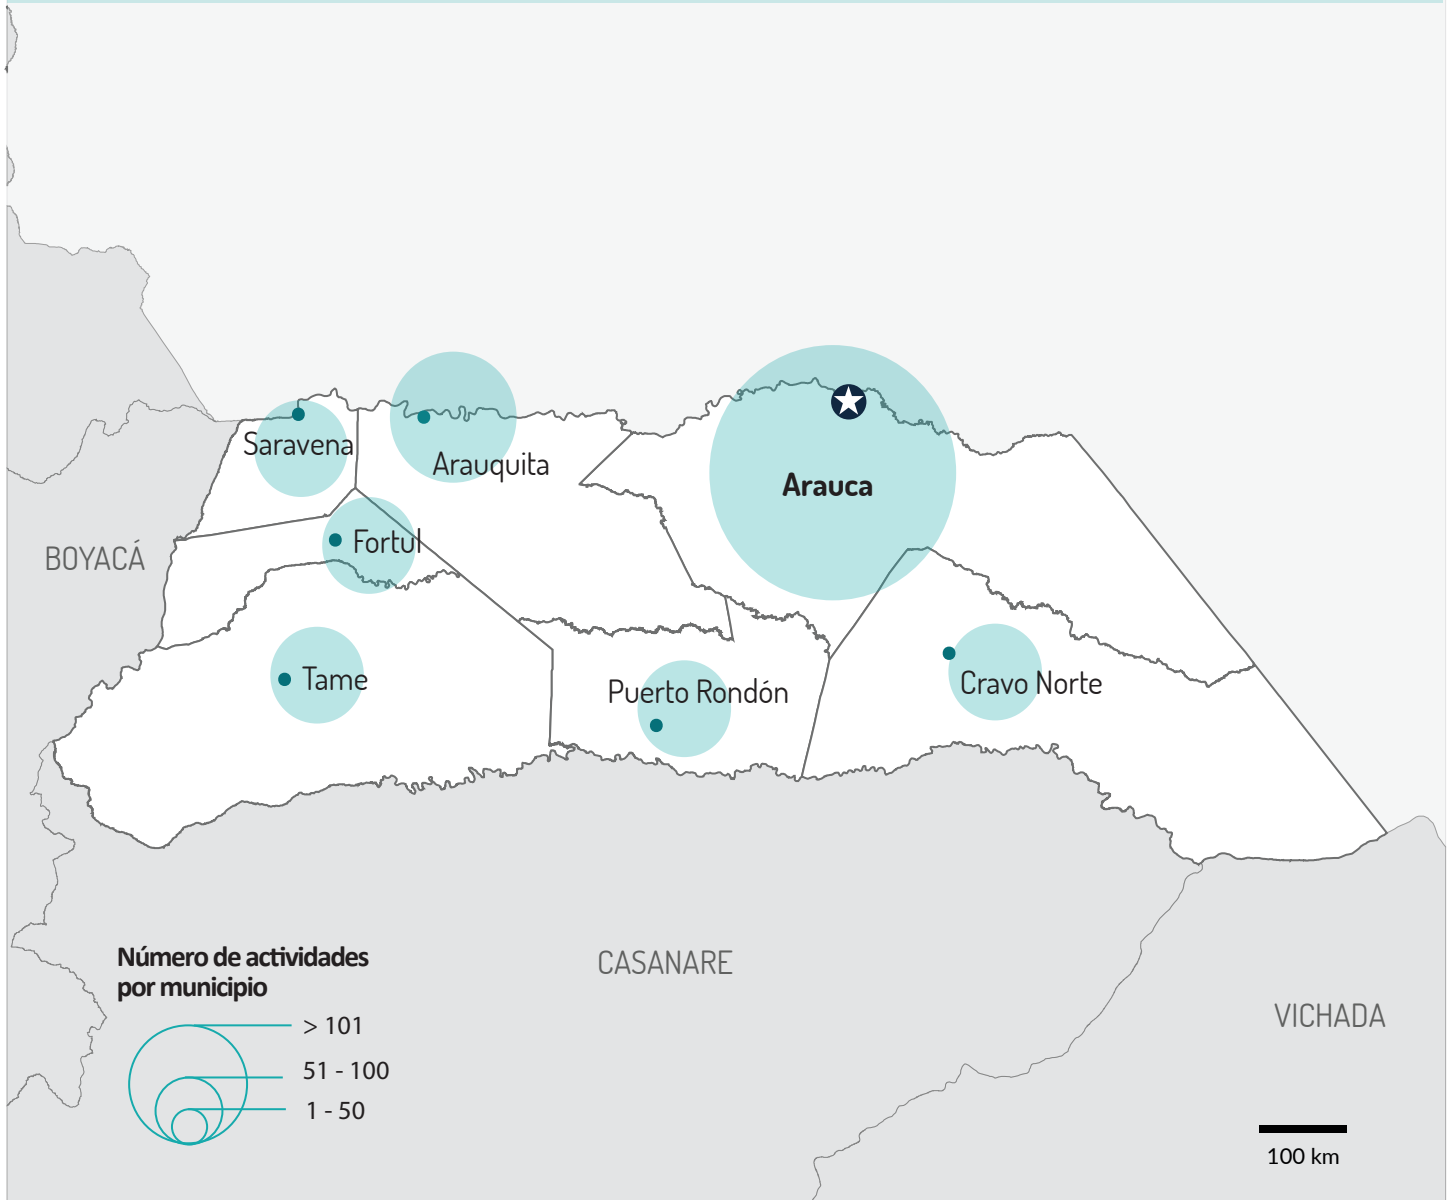 Saravena
Arauquita
Arauca
Fortul
BOYACÁ
Tame
Puerto Rondón
Cravo Norte
CASANARE
VICHADA
Número de actividades
por municipio
> 101
51 - 100
1 - 50
100 km